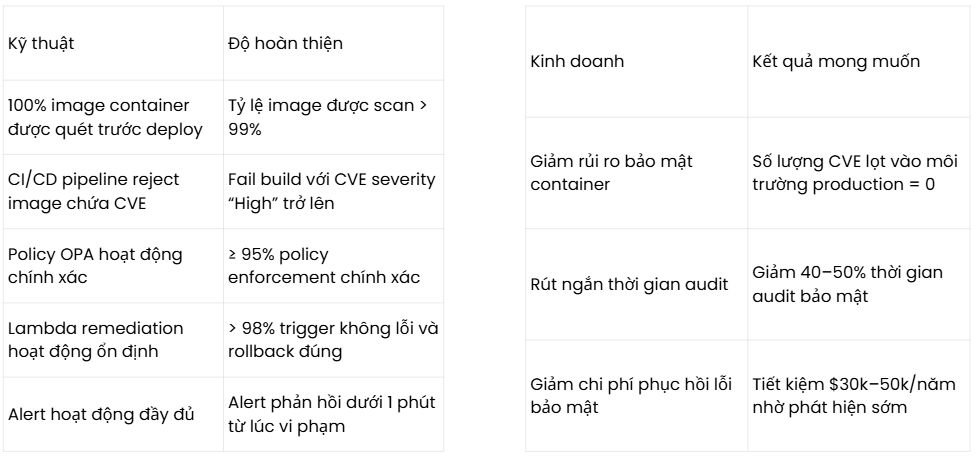 Kỹ thuật
Độ hoàn thiện
100% image container
được quét trước deploy
Tỷ lệ image được scan >
99%
CI/CD pipeline reject
image chứa CVE
Fail build với CVE severity
“High” trở lên
Policy OPA hoạt động
chính xác
≥ 95% policy
enforcement chính xác
Lambda remediation
hoạt động ổn định
> 98% trigger không lỗi và
rollback đúng
Alert hoạt động đầy đủ
Alert phản hồi dưới 1 phút
từ lúc vi phạm
Kinh doanh
Kết quả mong muốn
Giảm rủi ro bảo mật
container
Số lượng CVE lọt vào môi
trường production = 0
Rút ngắn thời gian audit
Giảm 40–50% thời gian
audit bảo mật
Giảm chi phí phục hồi lỗi
bảo mật
Tiết kiệm $30k–50k/năm
nhờ phát hiện sớm